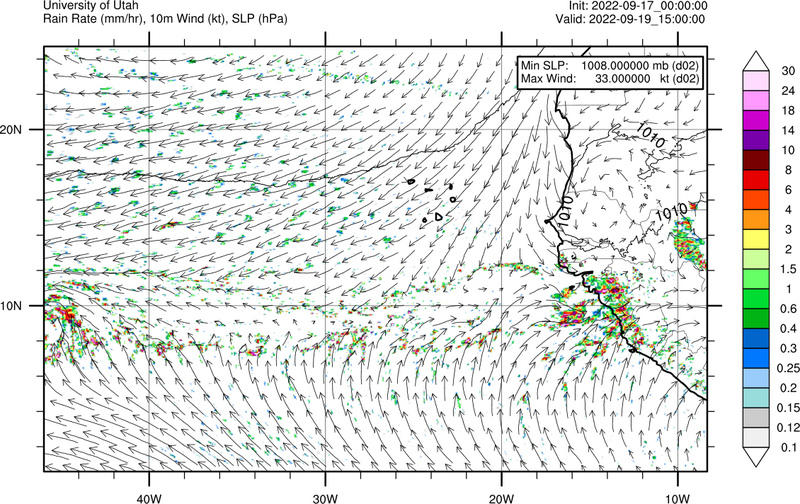 University of Utah
Init: 2022-09-17_00:00:00
Rain Rate (mm/hr), 10m Wind (kt), SLP (hPa)
Valid: 2022-09-19_15:00:00
Min SLP: 1008.000000 mb (d02)
Max Wind: 33.000000 kt (d02)
20N
10N
40W
30W
20W
10W
1010
1010
1010
30
24
18
14
10
8
6
4
3
2
1.5
1
0.6
0.4
0.3
0.25
0.2
0.15
0.12
0.1